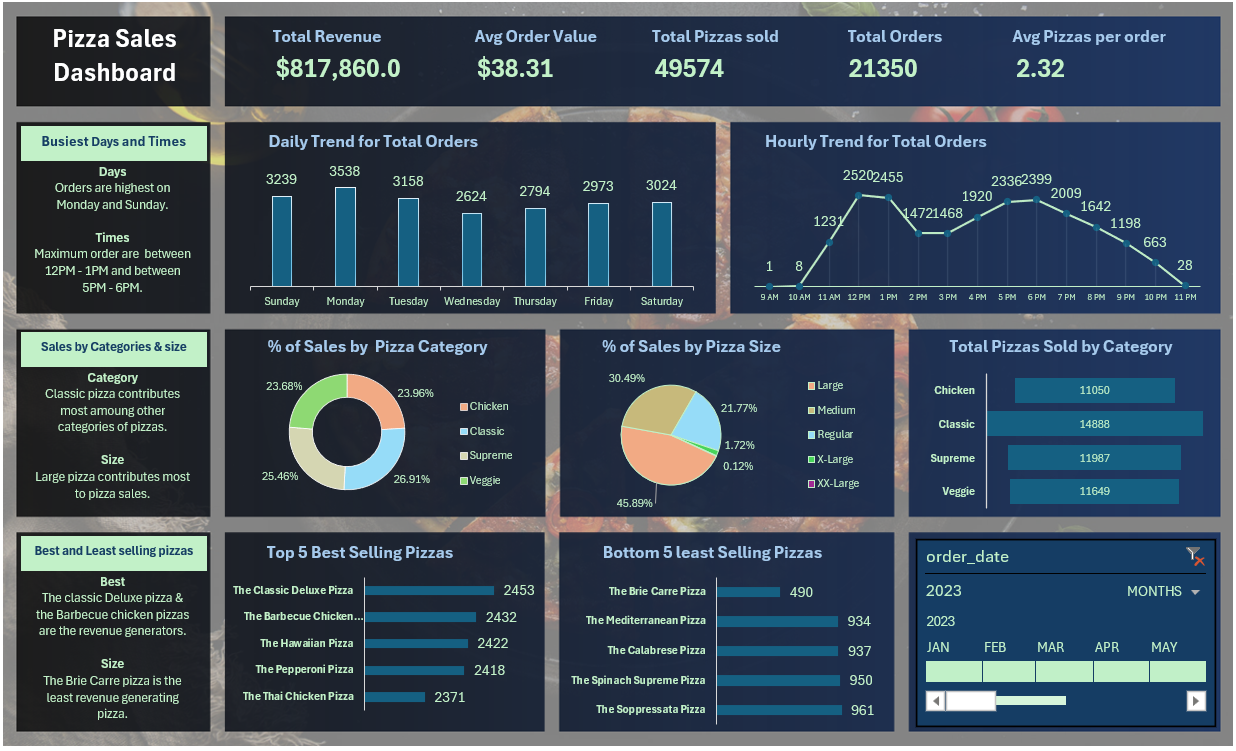 Pizza Sales
Dashboard
Total Revenue
$817,860.0
Avg Order Value
$38.31
Total Pizzas sold
49574
Total Orders
21350
Avg Pizzas per order
2.32
Busiest Days and Times
Days
Orders are highest on
Monday and Sunday.
Times
Maximum order are between
12PM - 1PM and between
5PM - 6PM.
Daily Trend for Total Orders
3239
3538
3158
2624
2794
2973
3024
Sunday
Monday
Tuesday
Wednesday
Thursday
Friday
Saturday
Hourly Trend for Total Orders
1
8
1231
2520
2455
1472
1468
1920
2336
2399
2009
1642
1198
663
28
9 AM
10 AM
11 AM
12 PM
1 PM
2 PM
3 PM
4 PM
5 PM
6 PM
7 PM
8 PM
9 PM
10 PM
11 PM
Sales by Categories & size
Category
Classic pizza contributes
most amoung other
categories of pizzas.
Size
Large pizza contributes most
to pizza sales.
% of Sales by Pizza Category
23.68%
23.96%
25.46%
26.91%
Chicken
Classic
Supreme
Veggie
% of Sales by Pizza Size
30.49%
21.77%
1.72%
0.12%
45.89%
Large
Medium
Regular
X-Large
XX-Large
Total Pizzas Sold by Category
Chicken
11050
Classic
14888
Supreme
11987
Veggie
11649
Best and Least selling pizzas
Best
The classic Deluxe pizza &
the Barbecue chicken pizzas
are the revenue generators.
Size
The Brie Carre pizza is the
least revenue generating
pizza.
Top 5 Best Selling Pizzas
The Classic Deluxe Pizza
2453
The Barbecue Chicken...
2432
The Hawaiian Pizza
2422
The Pepperoni Pizza
2418
The Thai Chicken Pizza
2371
Bottom 5 least Selling Pizzas
The Brie Carre Pizza
490
The Mediterranean Pizza
934
The Calabrese Pizza
937
The Spinach Supreme Pizza
950
The Soppressata Pizza
961
order_date
2023
MONTHS
2023
JAN
FEB
MAR
APR
MAY